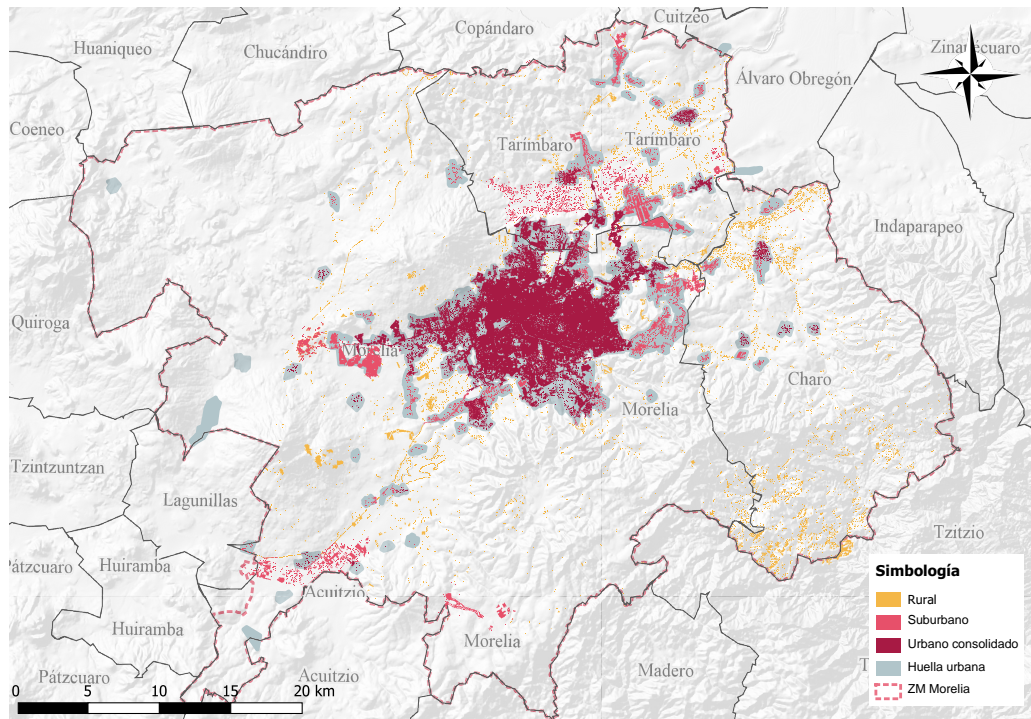 Cuitzeo
Copándaro
Huaniqueo
Chucándiro
Zinapécuaro
Álvaro Obregón
Coeneo
Tarímbaro
Tarímbaro
Indaparapeo
Quiroga
Morelia
Charo
Morelia
Tzintzuntzan
Lagunillas
Tzitzio
Pátzcuaro
Huiramba
Acuitzio
Huiramba
Morelia
Madero
Pátzcuaro
Acuitzio
T
Simbología
Rural
Suburbano
Urbano consolidado
Huella urbana
ZM Morelia
0 5 10 15 20 km